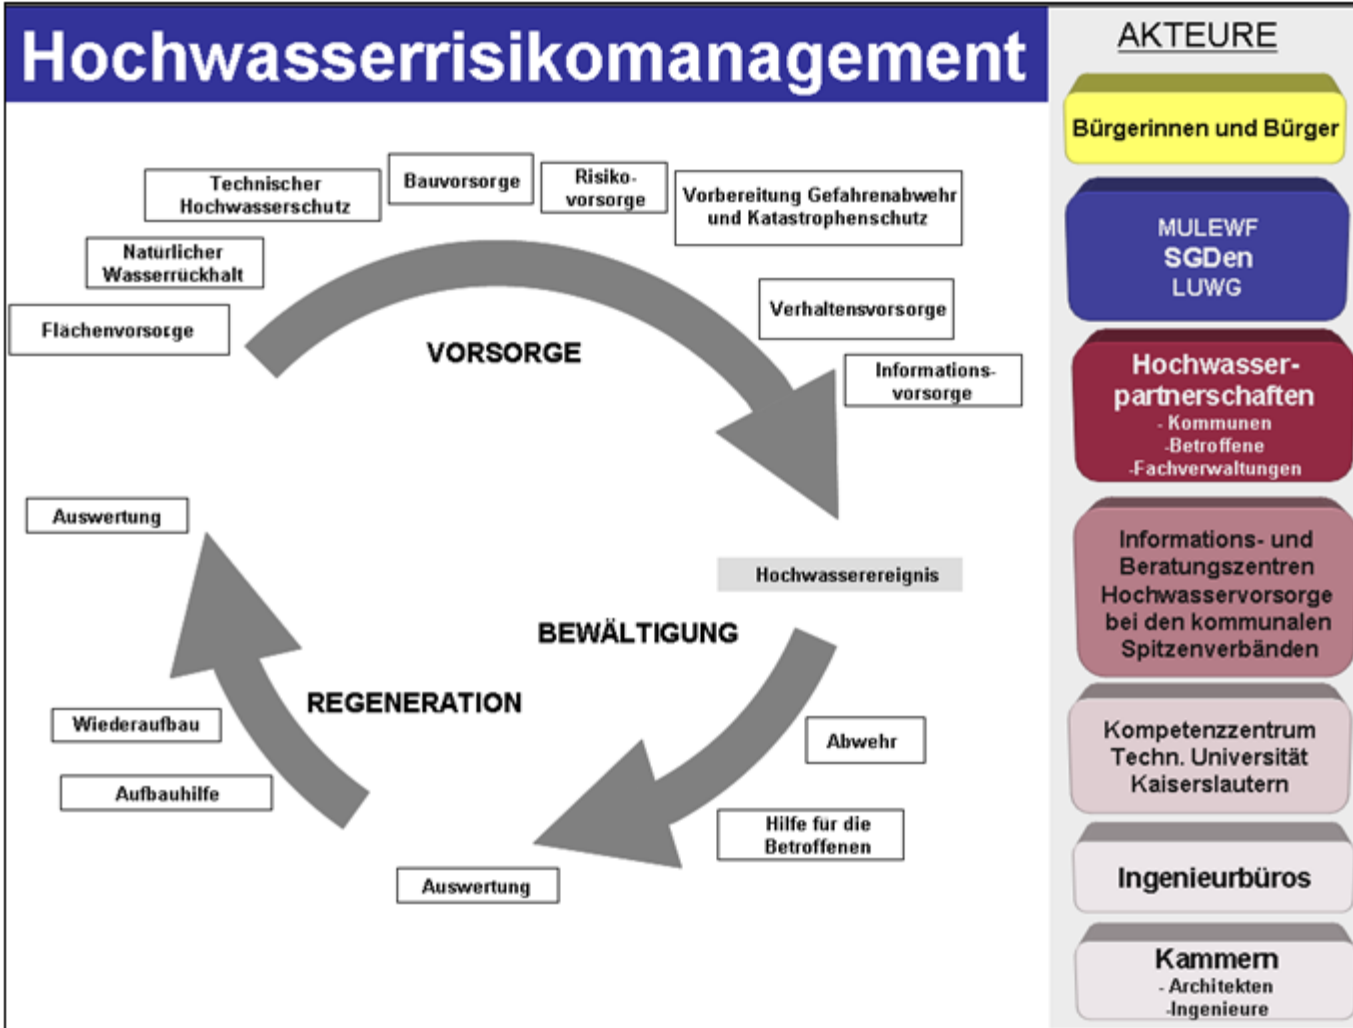 Hochwasserrisikomanagement
Technischer
Hochwasserschutz
Bauvorsorge
Risiko-
vorsorge
Vorbereitung Gefahrenabwehr
und Katastrophenschutz
Natürlicher
Wasserrückhalt
Flächenvorsorge
Verhaltensvorsorge
VORSORGE
Informations-
vorsorge
Auswertung
Hochwasserereignis
BEWÄLTIGUNG
REGENERATION
Wiederaufbau
Abwehr
Aufbauhilfe
Hilfe für die
Betroffenen
Auswertung
AKTEURE
Bürgerinnen und Bürger
MULEWF
SGDen
LUWG
Hochwasser-
partnerschaften
- Kommunen
-Betroffene
-Fachverwaltungen
Informations- und
Beratungszentren
Hochwasservorsorge
bei den kommunalen
Spitzenverbänden
Kompetenzzentrum
Techn. Universität
Kaiserslautern
Ingenieurbüros
Kammern
- Architekten
-Ingenieure